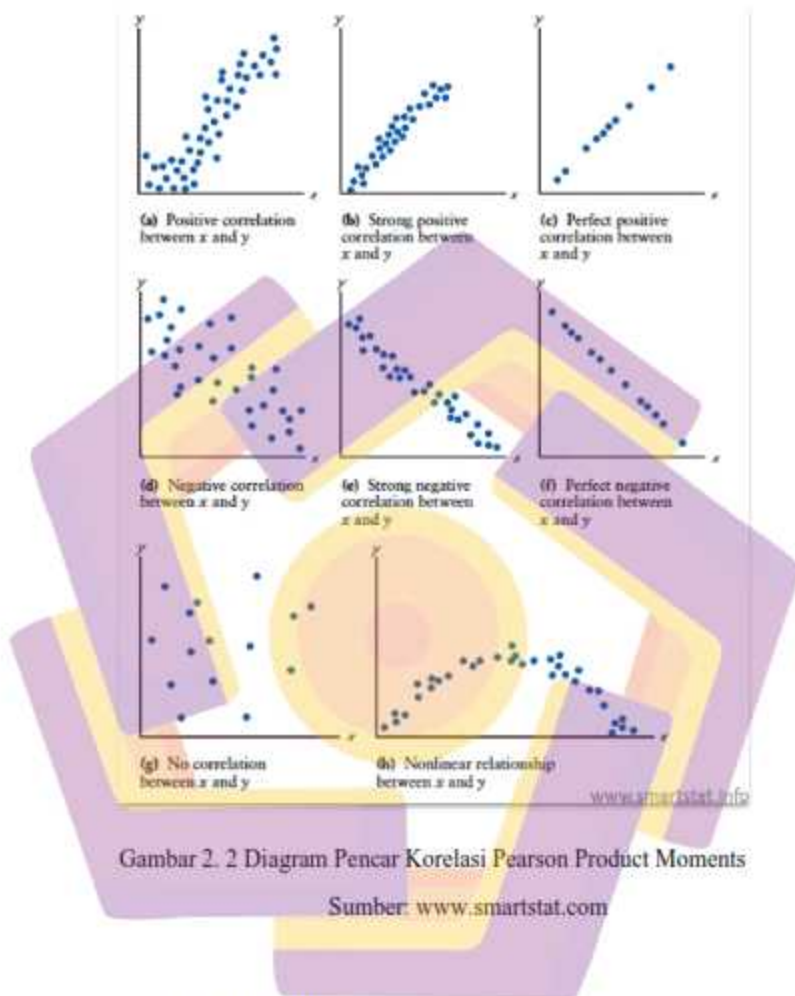 y
y
y
x
x
x
(a) Positive correlation
between x and y
(b) Strong positive
correlation between
x and y
(c) Perfect positive
correlation between
x and y
y
y
y
x
x
x
(d) Negative correlation
between x and y
(e) Strong negative
correlation between
x and y
(f) Perfect negative
correlation between
x and y
y
y
x
x
(g) No correlation
between x and y
(h) Nonlinear relationship
between x and y
www.smartstat.info
Gambar 2. 2 Diagram Pencar Korelasi Pearson Product Moments
Sumber: www.smartstat.com